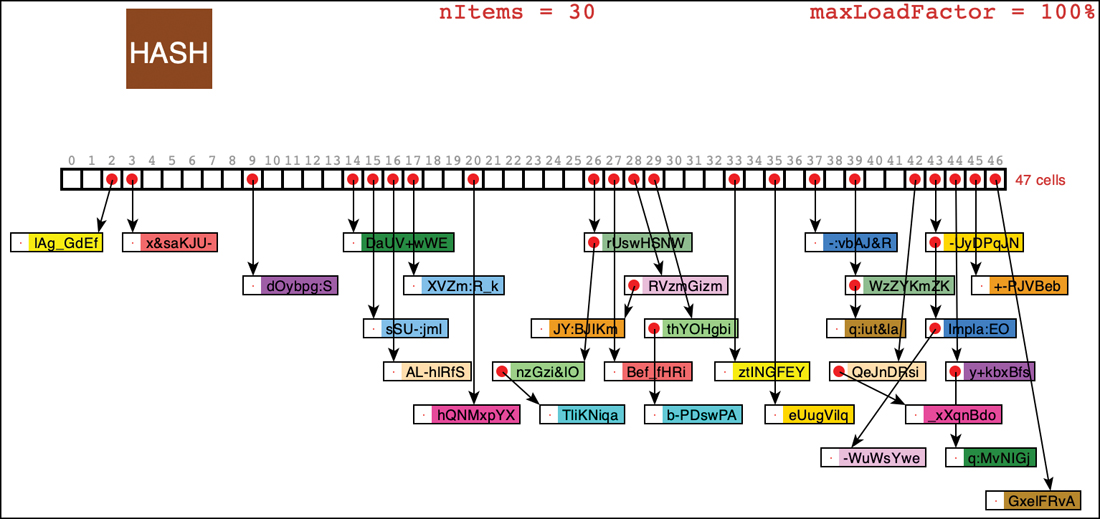 nItems = 30
maxLoadFactor = 100%
HASH
0 1 2 3 4 5 6 7 8 9 10 11 12 13 14 15 16 17 18 19 20 21 22 23 24 25 26 27 28 29 30 31 32 33 34 35 36 37 38 39 40 41 42 43 44 45 46
47 cells
lAg_GdEf x&saKJU- DaUV+wWE rUswHSNW -:vbAJ&R -UyDPqJN
dOybpg:S XVZm:R_k RVzmGizm WzZYKmZK +-PJVBeb
sSU-:jml JY:BJIKm thYOHgbi q:iut&la Impla:EO
AL-hIRfS nzGzi&IO Bef_fHRi ztINGFEY QeJnDRsi y+kbxBfs
hQNMxpYX TIiKNiqa b-PDswPA eUugVilq _xXqnBdo
-WuWsYwe q:MvNIGj
GxeIFRvA